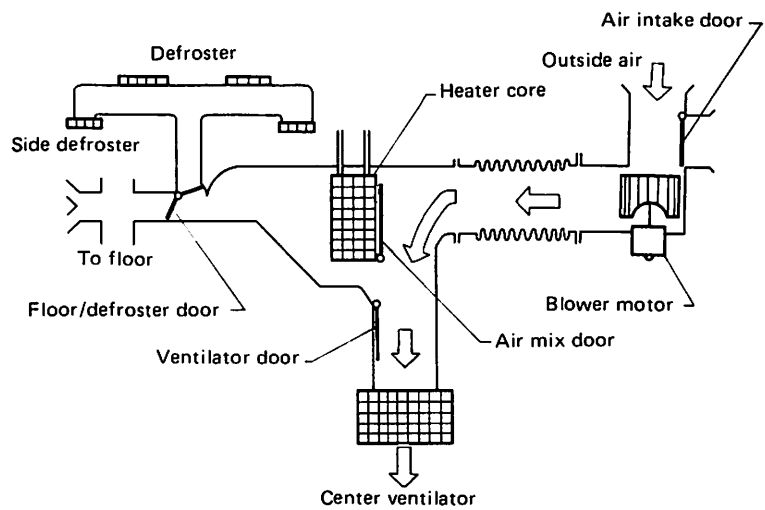 Air intake door
Defroster
Outside air
Heater core
Side defroster
To floor
Floor/defroster door
Blower motor
Air mix door
Ventilator door
Center ventilator